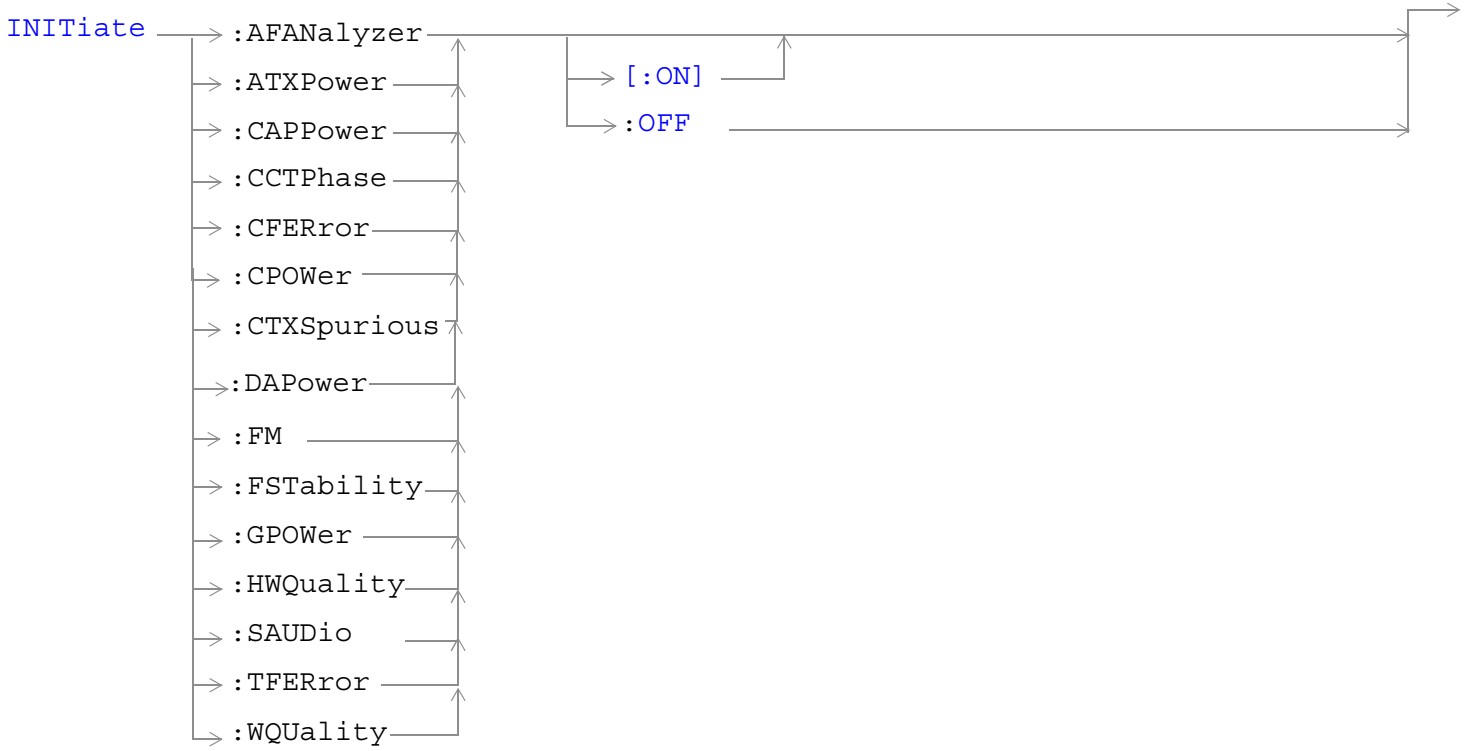 INITiate :AFANalyzer
[:ON]
:ATXPower
:OFF
:CAPPower
:CCTPhase
:CFERror
:CPOWer
:CTXSpurious
:DAPower
:FM
:FSTability
:GPOWer
:HWQuality
:SAUDio
:TFERror
:WQUality